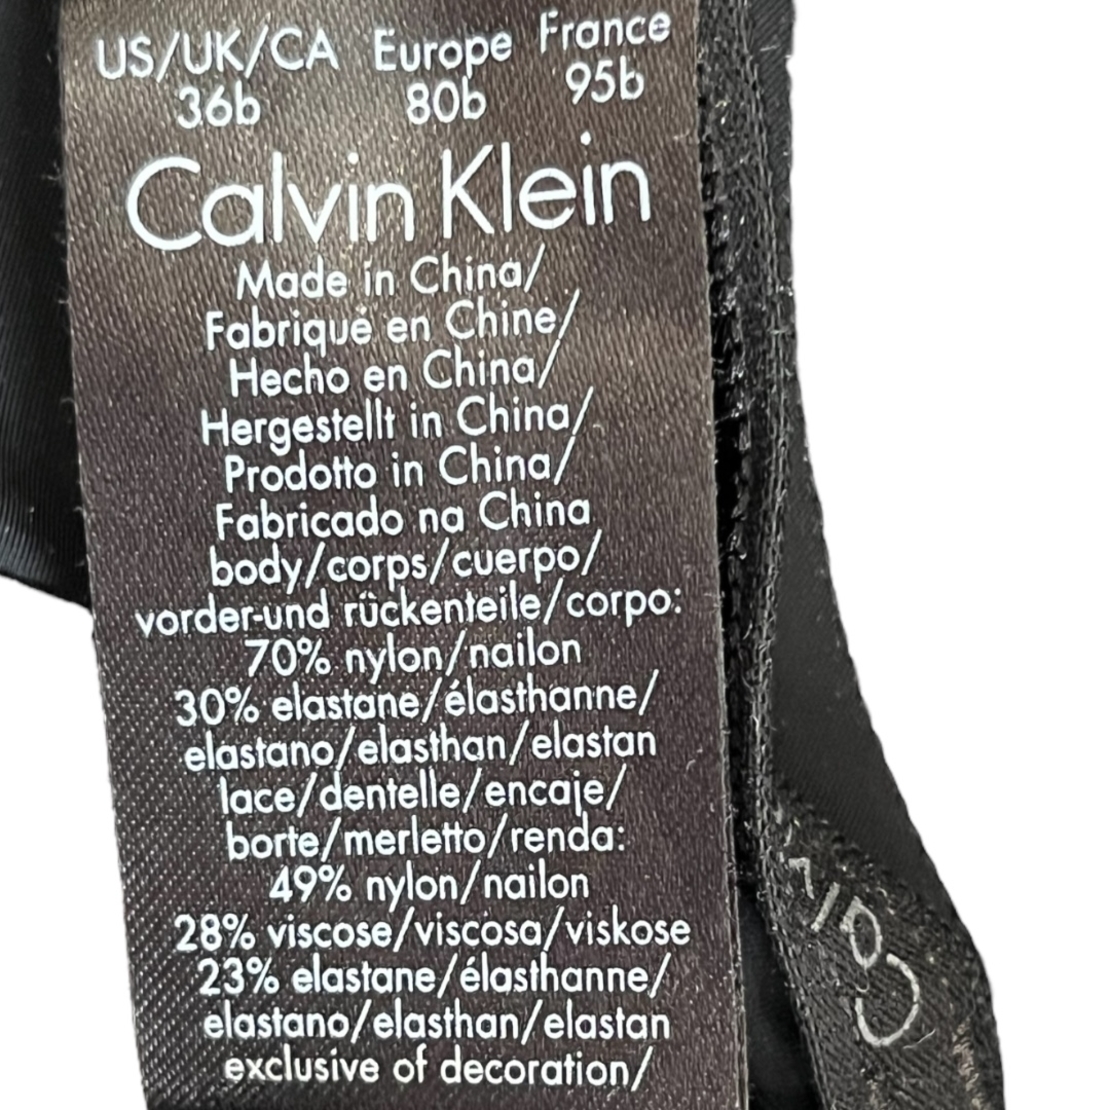 US/UK/CA Europe France
36b 80b 95b
Calvin Klein
Made in China/
Fabriqué en Chine/
Hecho en China/
Hergestellt in China/
Prodotto in China/
Fabricado na China
body/corps/cuerpo/
vorder-und rückenteile/corpo:
70% nylon/nailon
30% elastane/élasthanne/
elastano/elasthan/elastan
lace/dentelle/encaje/
borte/merletto/renda:
49% nylon/nailon
28% viscose/viscosa/viskose
23% elastane/élasthanne/
elastano/elasthan/elastan
exclusive of decoration/